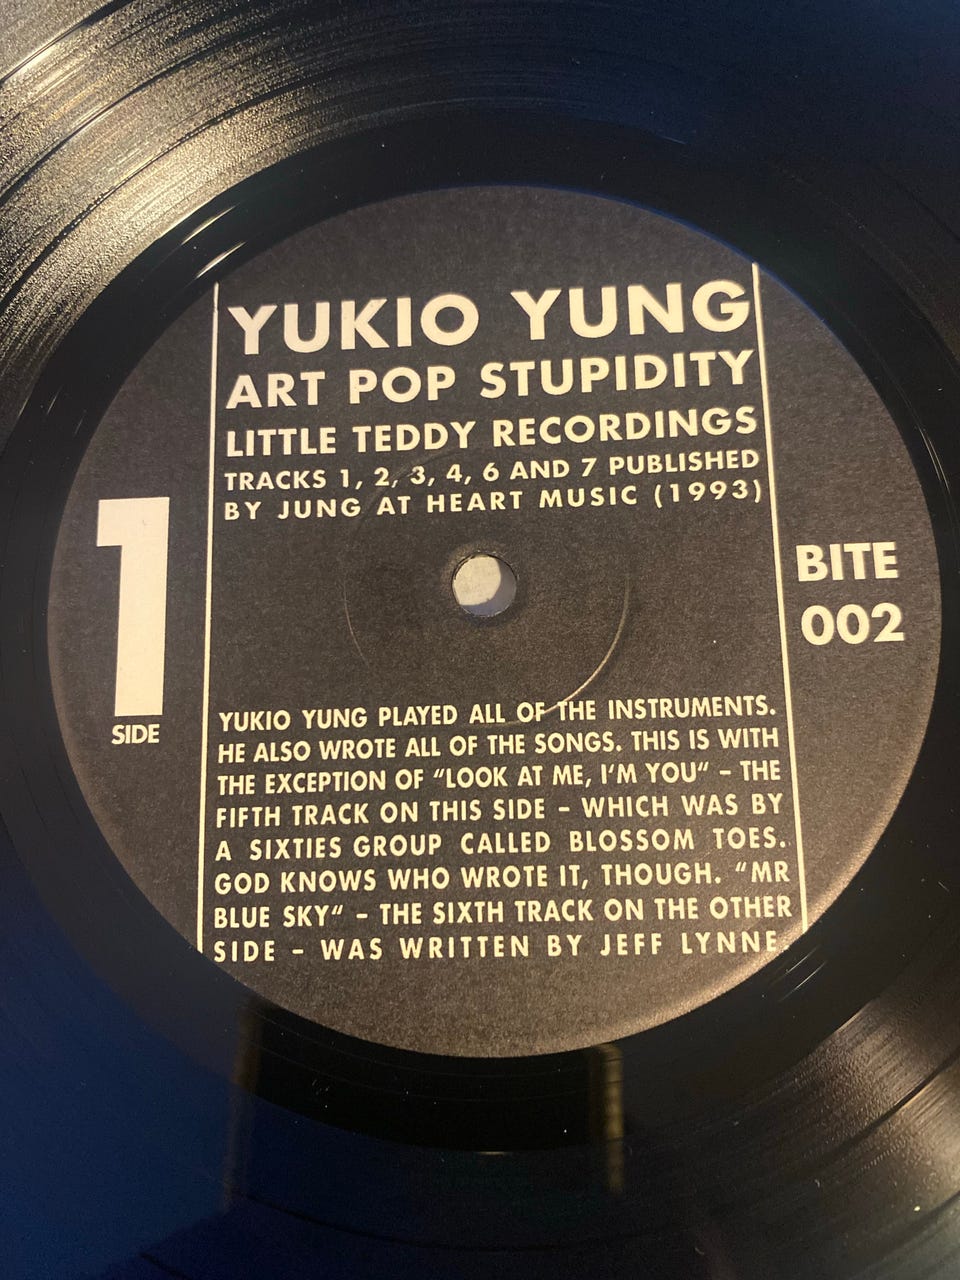 YUKIO YUNG
ART POP STUPIDITY
LITTLE TEDDY RECORDINGS
TRACKS 1, 2, 3, 4, 6 AND 7 PUBLISHED
BY JUNG AT HEART MUSIC (1993)
1
SIDE
BITE
002
YUKIO YUNG PLAYED ALL OF THE INSTRUMENTS.
HE ALSO WROTE ALL OF THE SONGS. THIS IS WITH
THE EXCEPTION OF “LOOK AT ME, I'M YOU“ – THE
FIFTH TRACK ON THIS SIDE – WHICH WAS BY
A SIXTIES GROUP CALLED BLOSSOM TOES.
GOD KNOWS WHO WROTE IT, THOUGH. “MR
BLUE SKY“ – THE SIXTH TRACK ON THE OTHER
SIDE – WAS WRITTEN BY JEFF LYNNE.